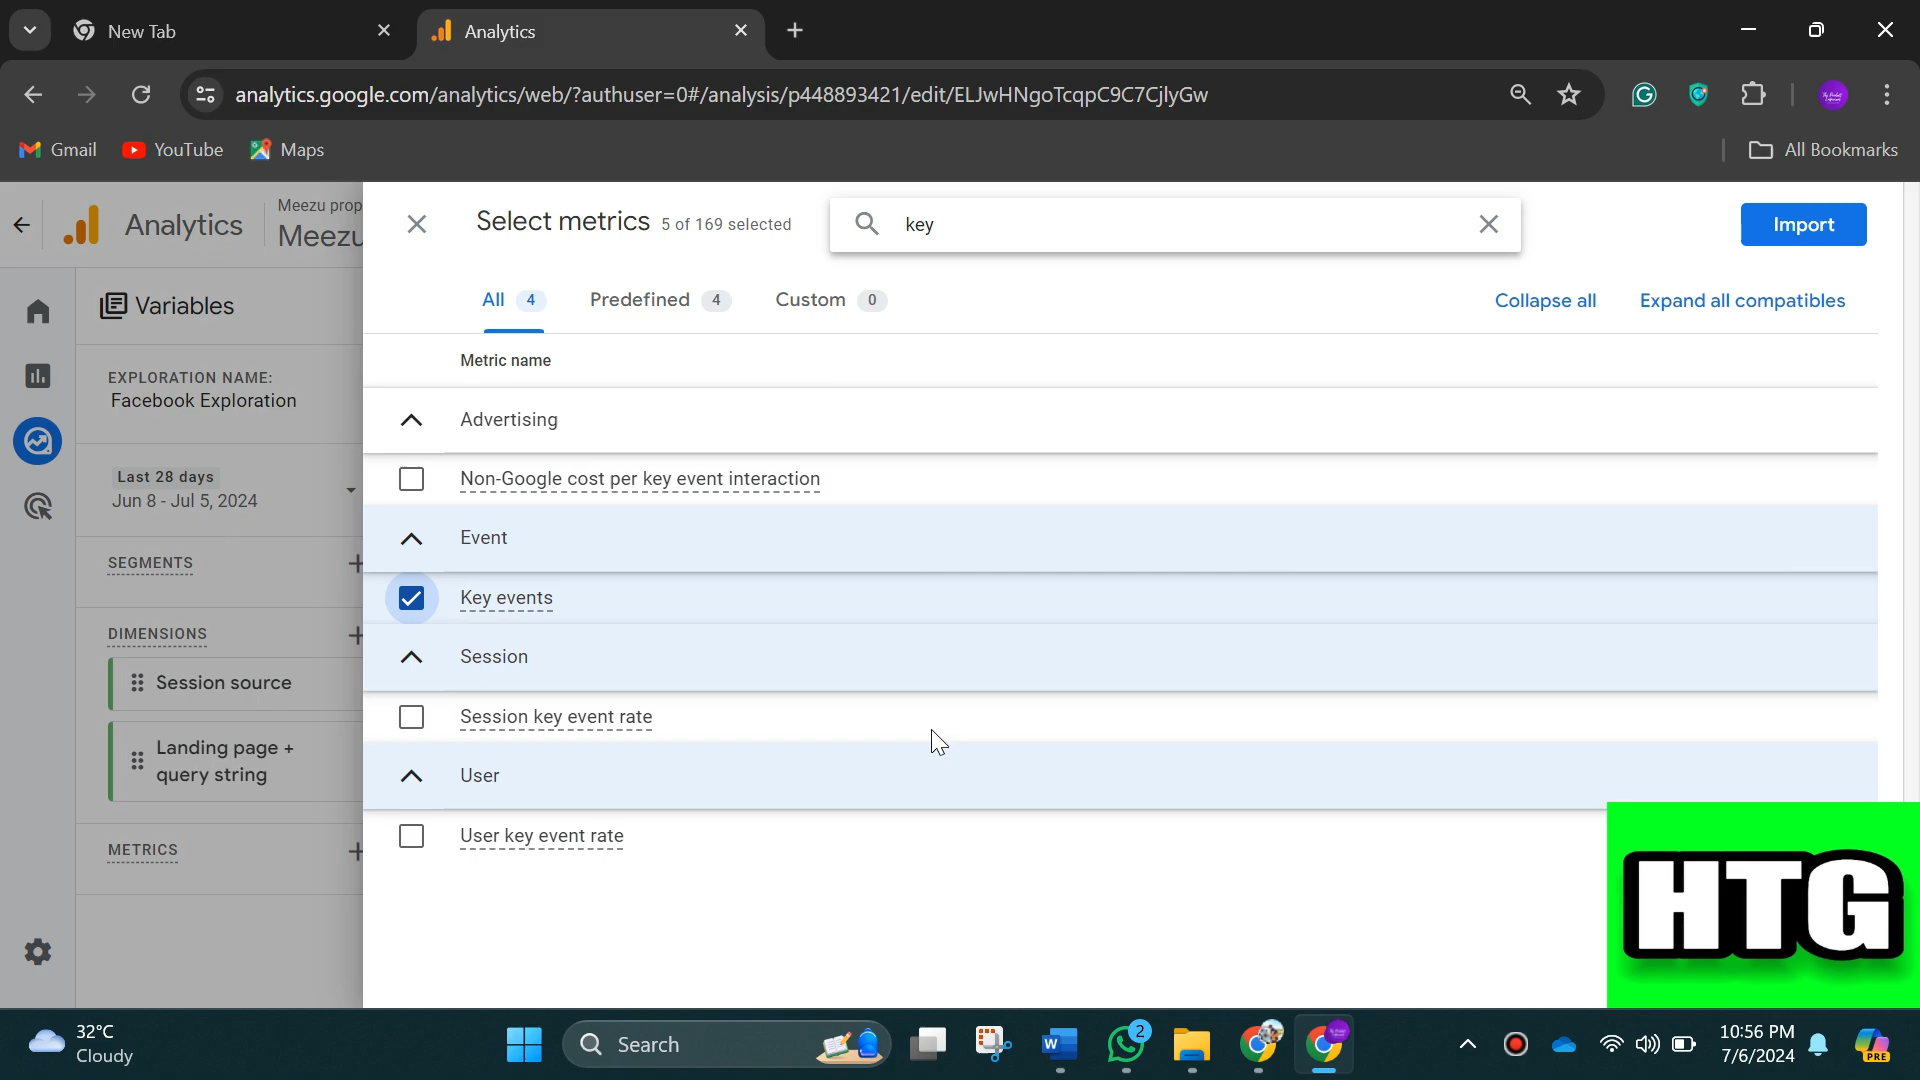 New Tab
Analytics
analytics.google.com/analytics/web/?authuser=0#/analysis/p448893421/edit/ELJwHNgoTcqpC9C7CjlyGw
Gmail
YouTube
Maps
All Bookmarks
Analytics
Meezu prop
Meezu
Select metrics
5 of 169 selected
key
Import
All 4
Predefined 4
Custom 0
Collapse all
Expand all compatibles
Variables
EXPLORATION NAME:
Facebook Exploration
Last 28 days
Jun 8 - Jul 5, 2024
SEGMENTS
DIMENSIONS
Session source
Landing page +
query string
METRICS
Metric name
Advertising
Non-Google cost per key event interaction
Event
Key events
Session
Session key event rate
User
User key event rate
HTG
32°C
Cloudy
Search
W
2
10:56 PM
7/6/2024
PRE